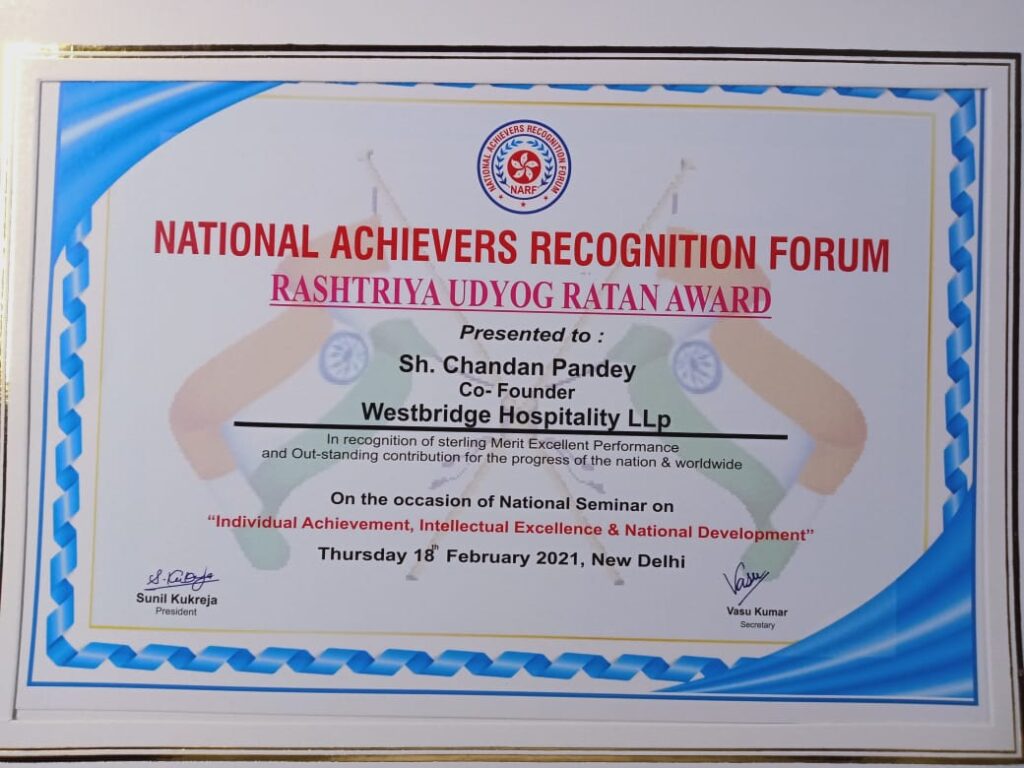 NATIONAL ACHIEVERS RECOGNITION FORUM
NARF
NATIONAL ACHIEVERS RECOGNITION FORUM
RASHTRIYA UDYOG RATAN AWARD
Presented to :
Sh. Chandan Pandey
Co- Founder
Westbridge Hospitality LLp
In recognition of sterling Merit Excellent Performance
and Out-standing contribution for the progress of the nation & worldwide
On the occasion of National Seminar on
“Individual Achievement, Intellectual Excellence & National Development”
Thursday 18th February 2021, New Delhi
S. Kukreja
Sunil Kukreja
President
Vasu
Vasu Kumar
Secretary